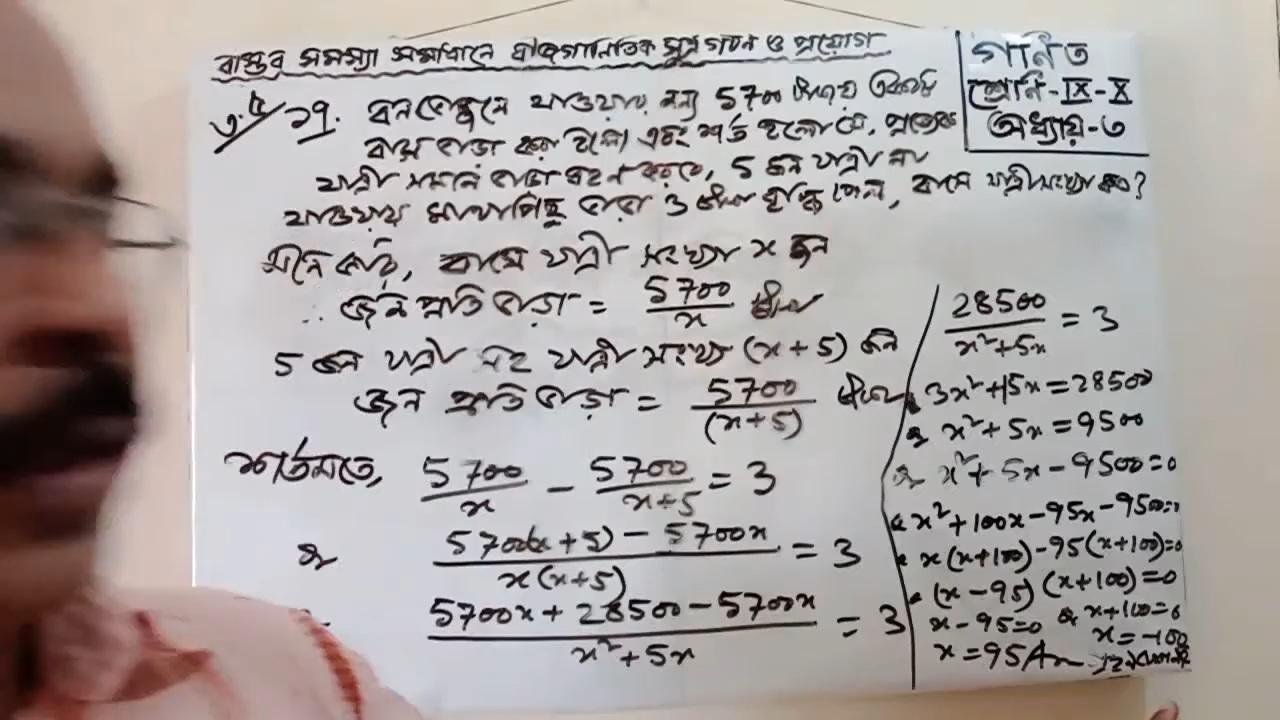 বাস্তব সমস্যা সমাধানে বীজগাণিতিক সূত্র গঠন ও প্রয়োগ
গণিত
শ্রেণি-IX-X
অধ্যায়-৩
৩.৫ ১৭. বনভোজনে যাওয়ার জন্য 5700 টাকায় একটি
বাস ভাড়া করা হলো এবং শর্ত হলো যে, প্রত্যেক
যাত্রী সমান ভাড়া বহন করবে, 5 জন যাত্রী না
যাওয়ায় মাথাপিছু ভাড়া 3 টাকা বৃদ্ধি পেল, বাসে যাত্রী সংখ্যা কত?
মনে করি, বাসে যাত্রী সংখ্যা x জন
∴ জন প্রতি ভাড়া = 5700/x টাকা
5 জন যাত্রী সহ যাত্রী সংখ্যা (x+5) জন
জন প্রতি ভাড়া = 5700/(x+5) টাকা
শর্তমতে, 5700/x - 5700/x+5 = 3
বা 5700(x+5) - 5700x / x(x+5) = 3
5700x + 28500 - 5700x / x²+5x = 3
28500 / x²+5x = 3
3x²+15x = 28500
বা x²+5x = 9500
বা x²+5x-9500=0
বা x²+100x-95x-9500=0
x(x+100)-95(x+100)=0
(x-95)(x+100)=0
x-95=0 বা x+100=0
x=95 Ans x=-100